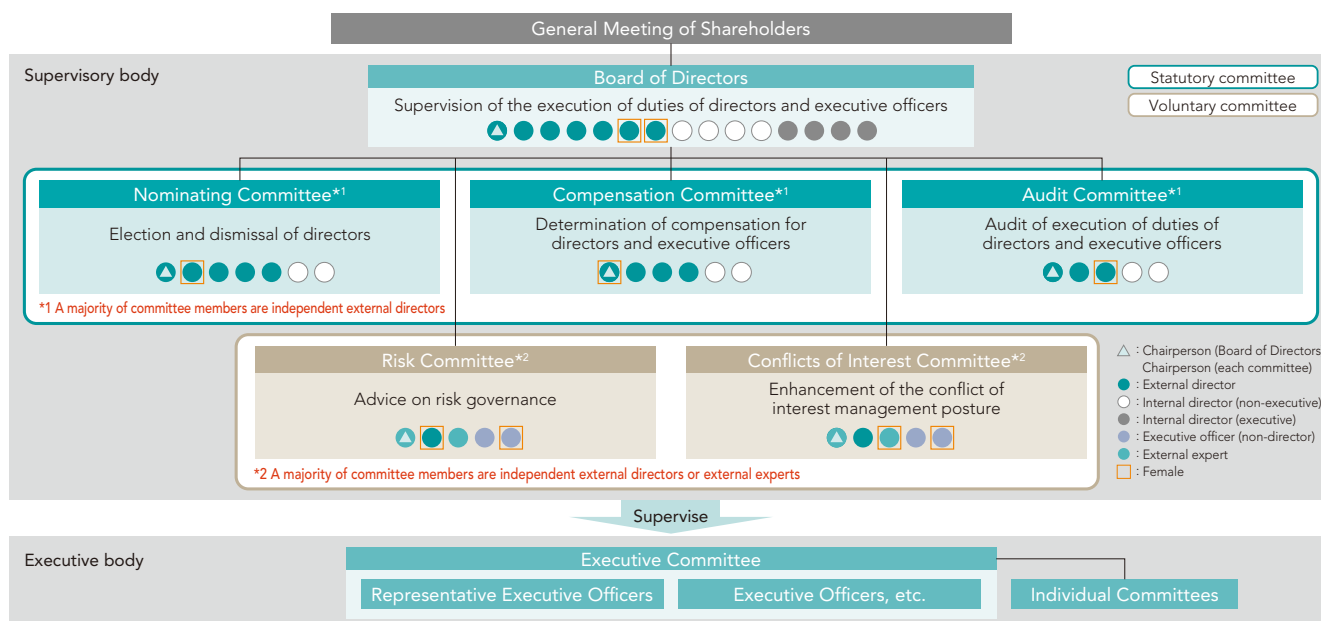 General Meeting of Shareholders
Supervisory body
Board of Directors
Supervision of the execution of duties of directors and executive officers
Statutory committee
Voluntary committee
Nominating Committee*1
Election and dismissal of directors
Compensation Committee*1
Determination of compensation for
directors and executive officers
Audit Committee*1
Audit of execution of duties of
directors and executive officers
*1 A majority of committee members are independent external directors
Risk Committee*2
Advice on risk governance
Conflicts of Interest Committee*2
Enhancement of the conflict of
interest management posture
*2 A majority of committee members are independent external directors or external experts
: Chairperson (Board of Directors
Chairperson (each committee)
: External director
: Internal director (non-executive)
: Internal director (executive)
: Executive officer (non-director)
: External expert
: Female
Supervise
Executive body
Executive Committee
Representative Executive Officers
Executive Officers, etc.
Individual Committees